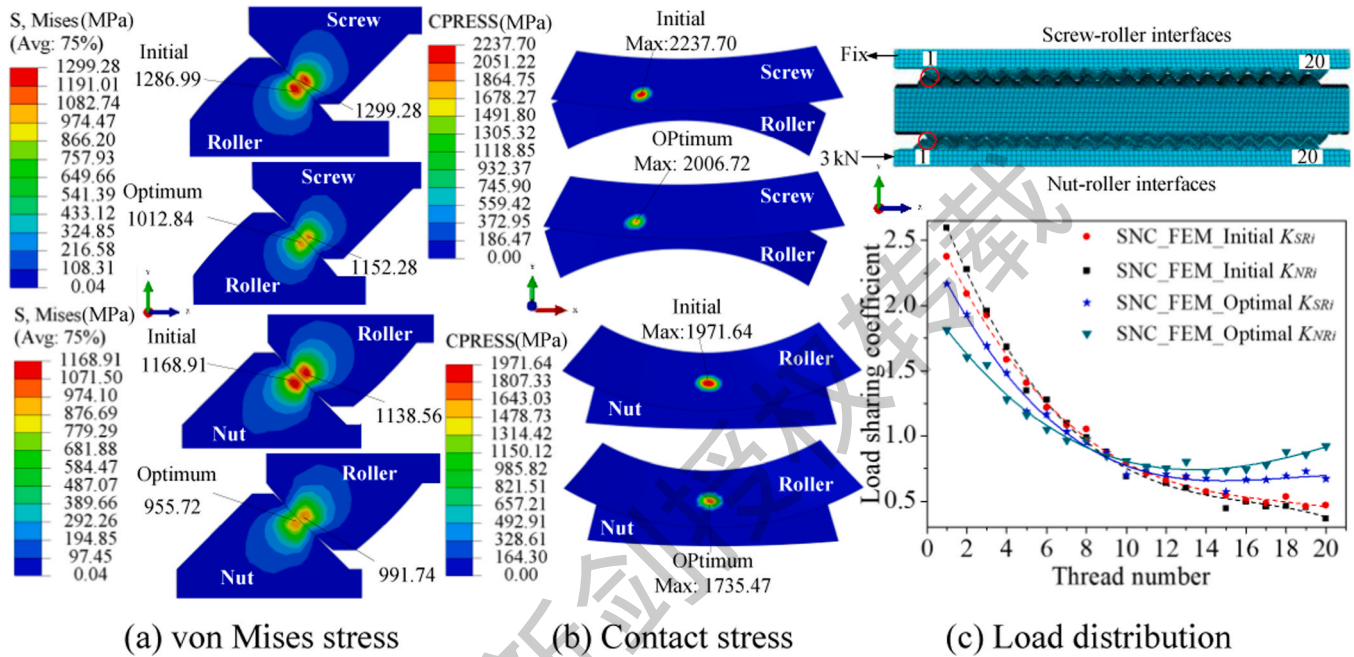 S, Mises(MPa)
(Avg: 75%)
1299.28
1191.01
1082.74
974.47
866.20
757.93
649.66
541.39
433.12
324.85
216.58
108.31
0.04
Initial
1286.99
Screw
1299.28
Roller
Optimum
1012.84
Screw
1152.28
Roller
Y
Z
S, Mises(MPa)
(Avg: 75%)
1168.91
1071.50
974.10
876.69
779.29
681.88
584.47
487.07
389.66
292.26
194.85
97.45
0.04
Initial
1168.91
Roller
1138.56
Nut
Optimum
955.72
Roller
991.74
Nut
(a) von Mises stress
CPRESS(MPa)
2237.70
2051.22
1864.75
1678.27
1491.80
1305.32
1118.85
932.37
745.90
559.42
372.95
186.47
0.00
Initial
Max:2237.70
Screw
Roller
OPtimum
Max: 2006.72
Screw
Roller
Y
X
CPRESS(MPa)
1971.64
1807.33
1643.03
1478.73
1314.42
1150.12
985.82
821.51
657.21
492.91
328.61
164.30
0.00
Initial
Max:1971.64
Roller
Nut
Roller
Nut
OPtimum
Max: 1735.47
(b) Contact stress
Screw-roller interfaces
Fix
1
20
3 kN
1
20
Nut-roller interfaces
Y
Z
Load sharing coefficient
2.5
2.0
1.5
1.0
0.5
SNC_FEM_Initial KSRi
SNC_FEM_Initial KNRi
SNC_FEM_Optimal KSRi
SNC_FEM_Optimal KNRi
0 2 4 6 8 10 12 14 16 18 20
Thread number
(c) Load distribution
新剑授权转载